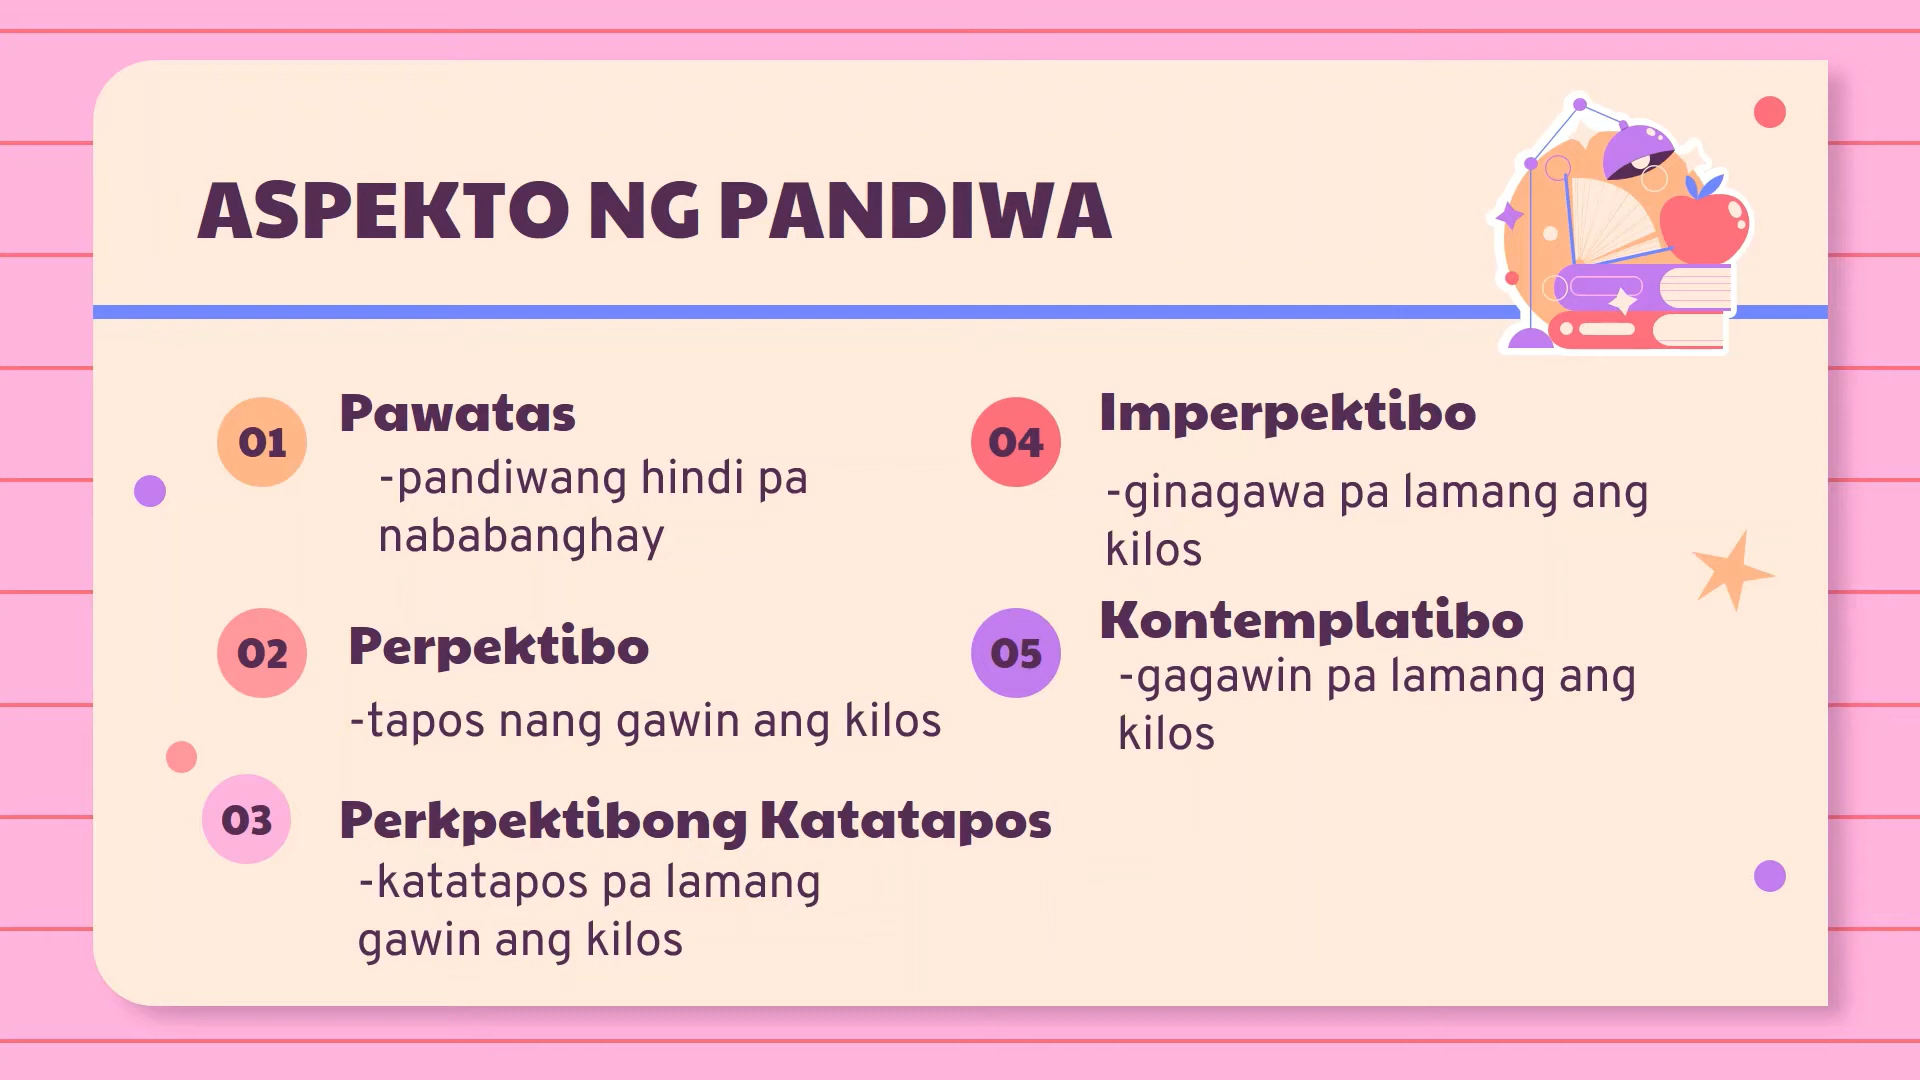 ASPEKTO NG PANDIWA
01
Pawatas
-pandiwang hindi pa
nababanghay
02
Perpektibo
-tapos nang gawin ang kilos
03
Perkpektibong Katatapos
-katatapos pa lamang
gawin ang kilos
04
Imperpektibo
-ginagawa pa lamang ang
kilos
05
Kontemplatibo
-gagawin pa lamang ang
kilos